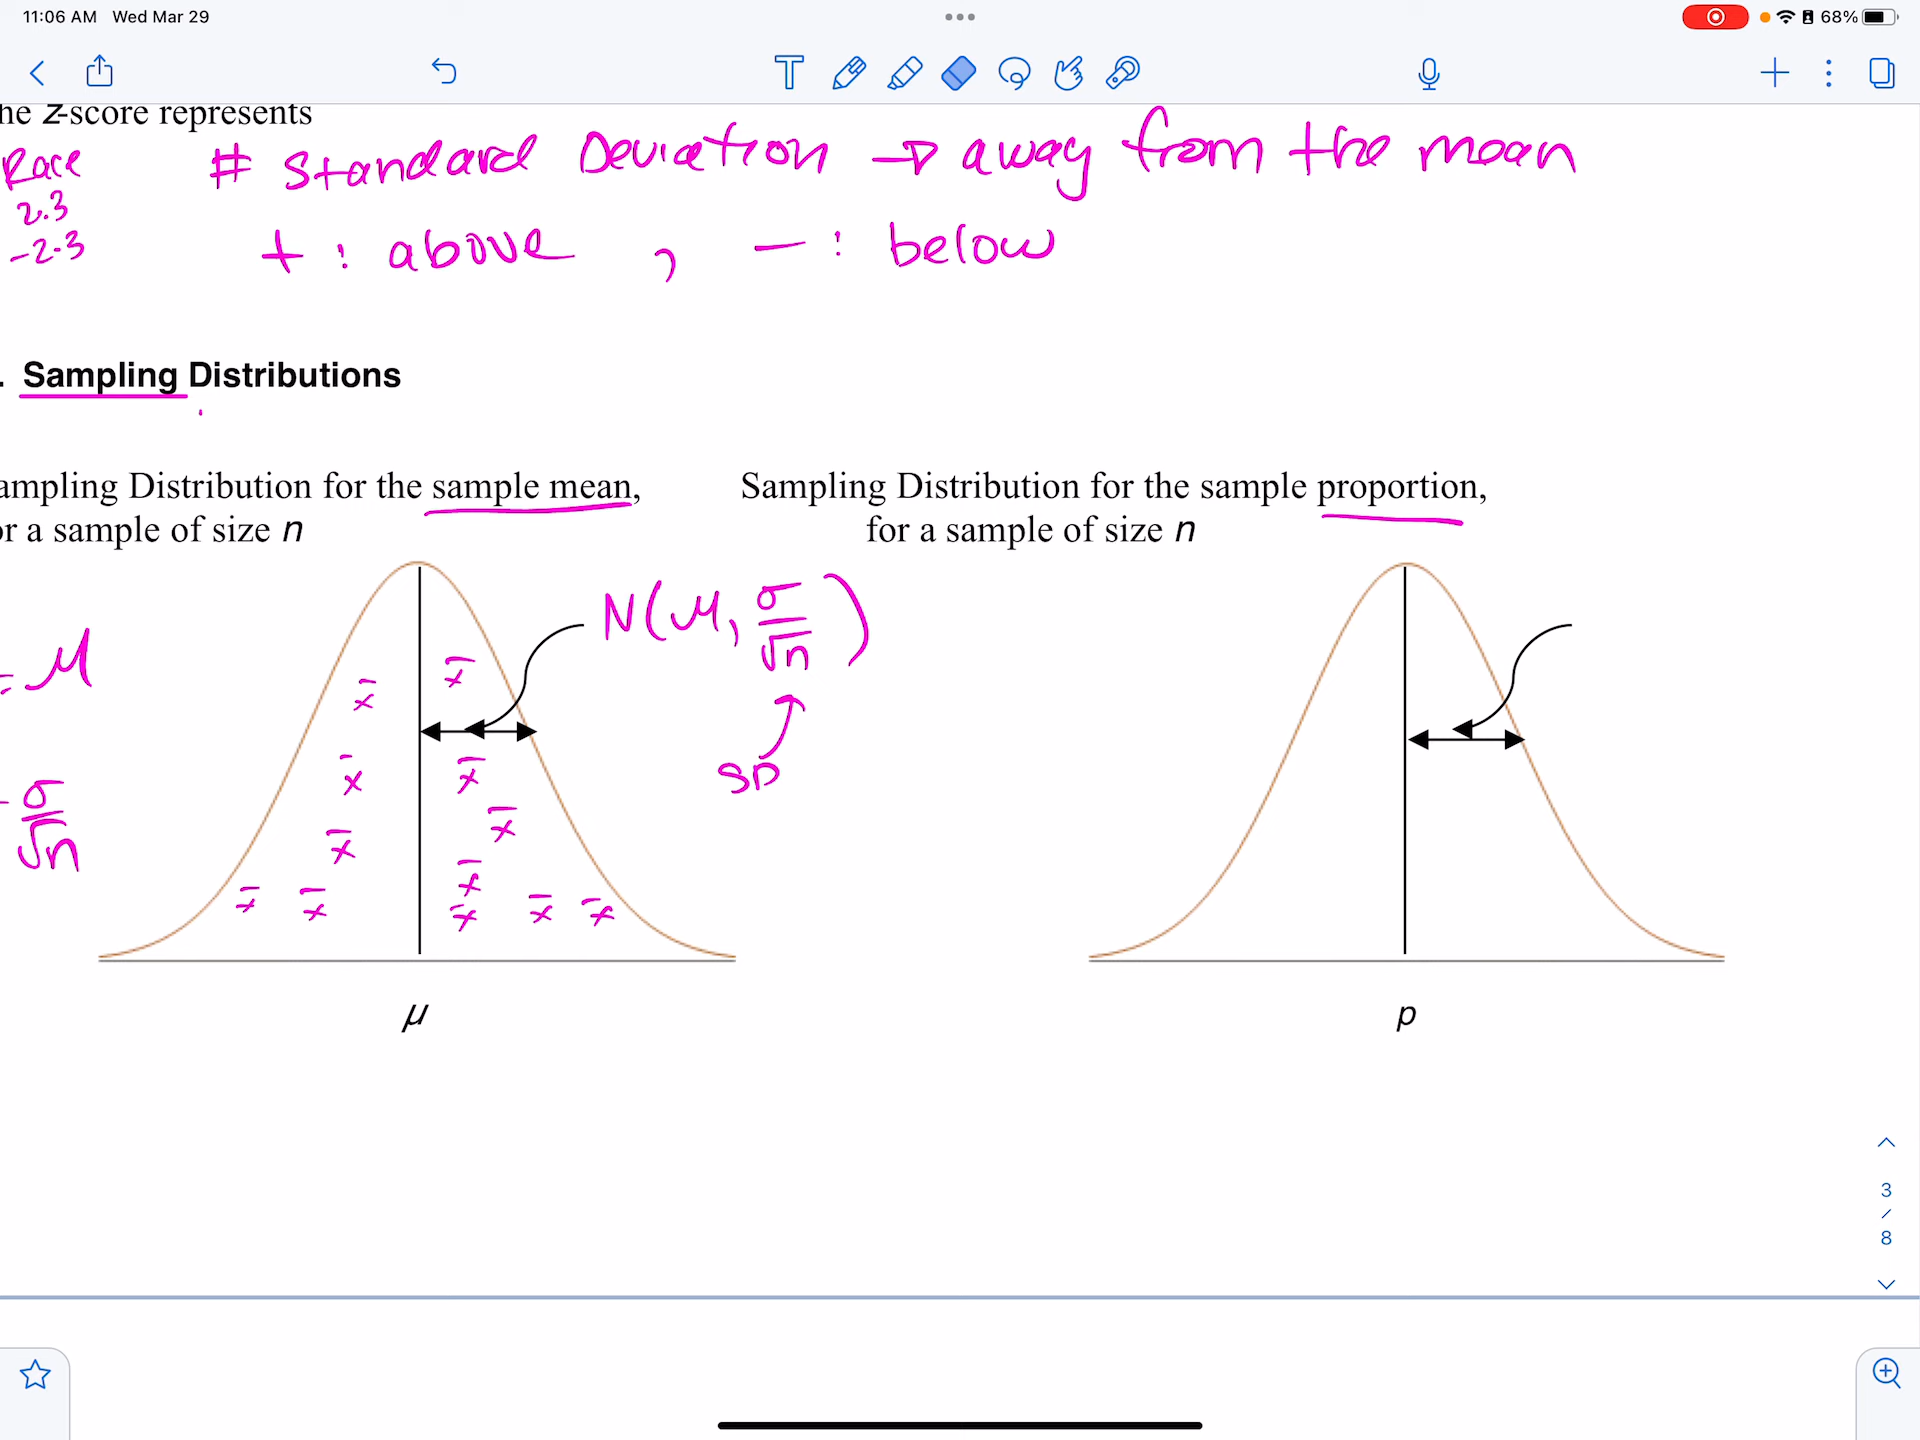 11:06 AM Wed Mar 29
68%
he z-score represents
Race # Standard Deviation → away from the mean
2.3
-2.3 + : above , - : below
. Sampling Distributions
ampling Distribution for the sample mean,
or a sample of size n
Sampling Distribution for the sample proportion,
for a sample of size n
N(μ, σ/√n)
= μ
SD
σ/√n
x̄ x̄
x̄ x̄
x̄ x̄
x̄
x̄ x̄ x̄ x̄ x̄
μ
p
3
/
8